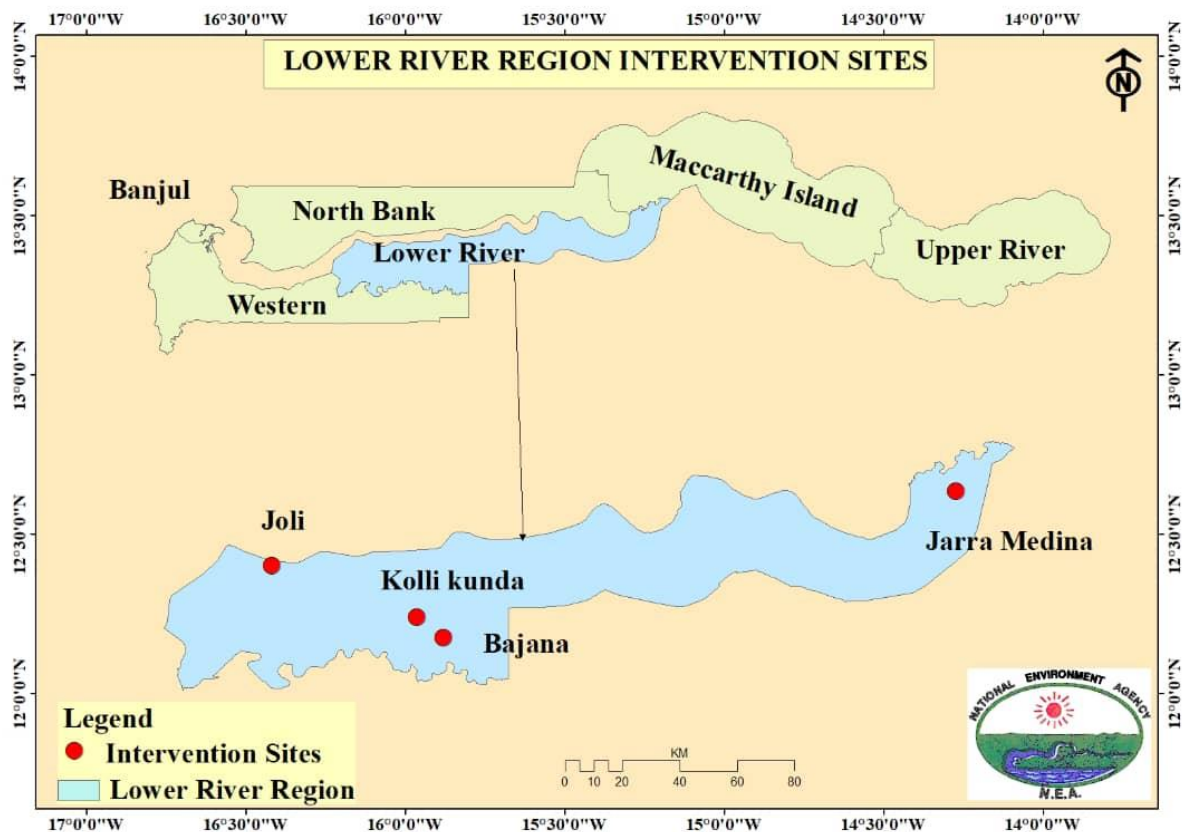 17°0'0"W 16°30'0"W 16°0'0"W 15°30'0"W 15°0'0"W 14°30'0"W 14°0'0"W
14°0'0"N 14°0'0"N
LOWER RIVER REGION INTERVENTION SITES
N
Maccarthy Island
Banjul
North Bank
13°30'0"N 13°30'0"N
Lower River
Upper River
Western
13°0'0"N 13°0'0"N
12°30'0"N 12°30'0"N
Joli
Jarra Medina
Kolli kunda
Bajana
12°0'0"N 12°0'0"N
Legend
Intervention Sites
Lower River Region
KM
0 10 20 40 60 80
NATIONAL ENVIRONMENT AGENCY
N.E.A.
17°0'0"W 16°30'0"W 16°0'0"W 15°30'0"W 15°0'0"W 14°30'0"W 14°0'0"W